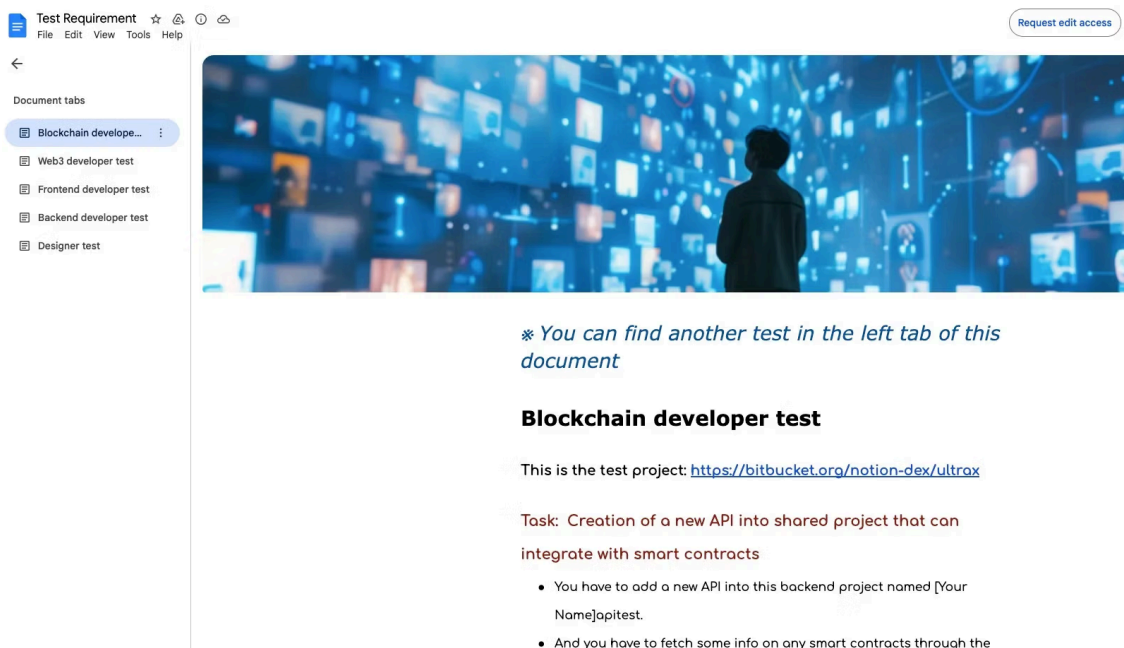 Test Requirement
File Edit View Tools Help
Request edit access
Document tabs
Blockchain develope...
Web3 developer test
Frontend developer test
Backend developer test
Designer test
※ You can find another test in the left tab of this
document
Blockchain developer test
This is the test project: https://bitbucket.org/notion-dex/ultrax
Task:  Creation of a new API into shared project that can
integrate with smart contracts
● You have to add a new API into this backend project named [Your
Name]apitest.
● And you have to fetch some info on any smart contracts through the